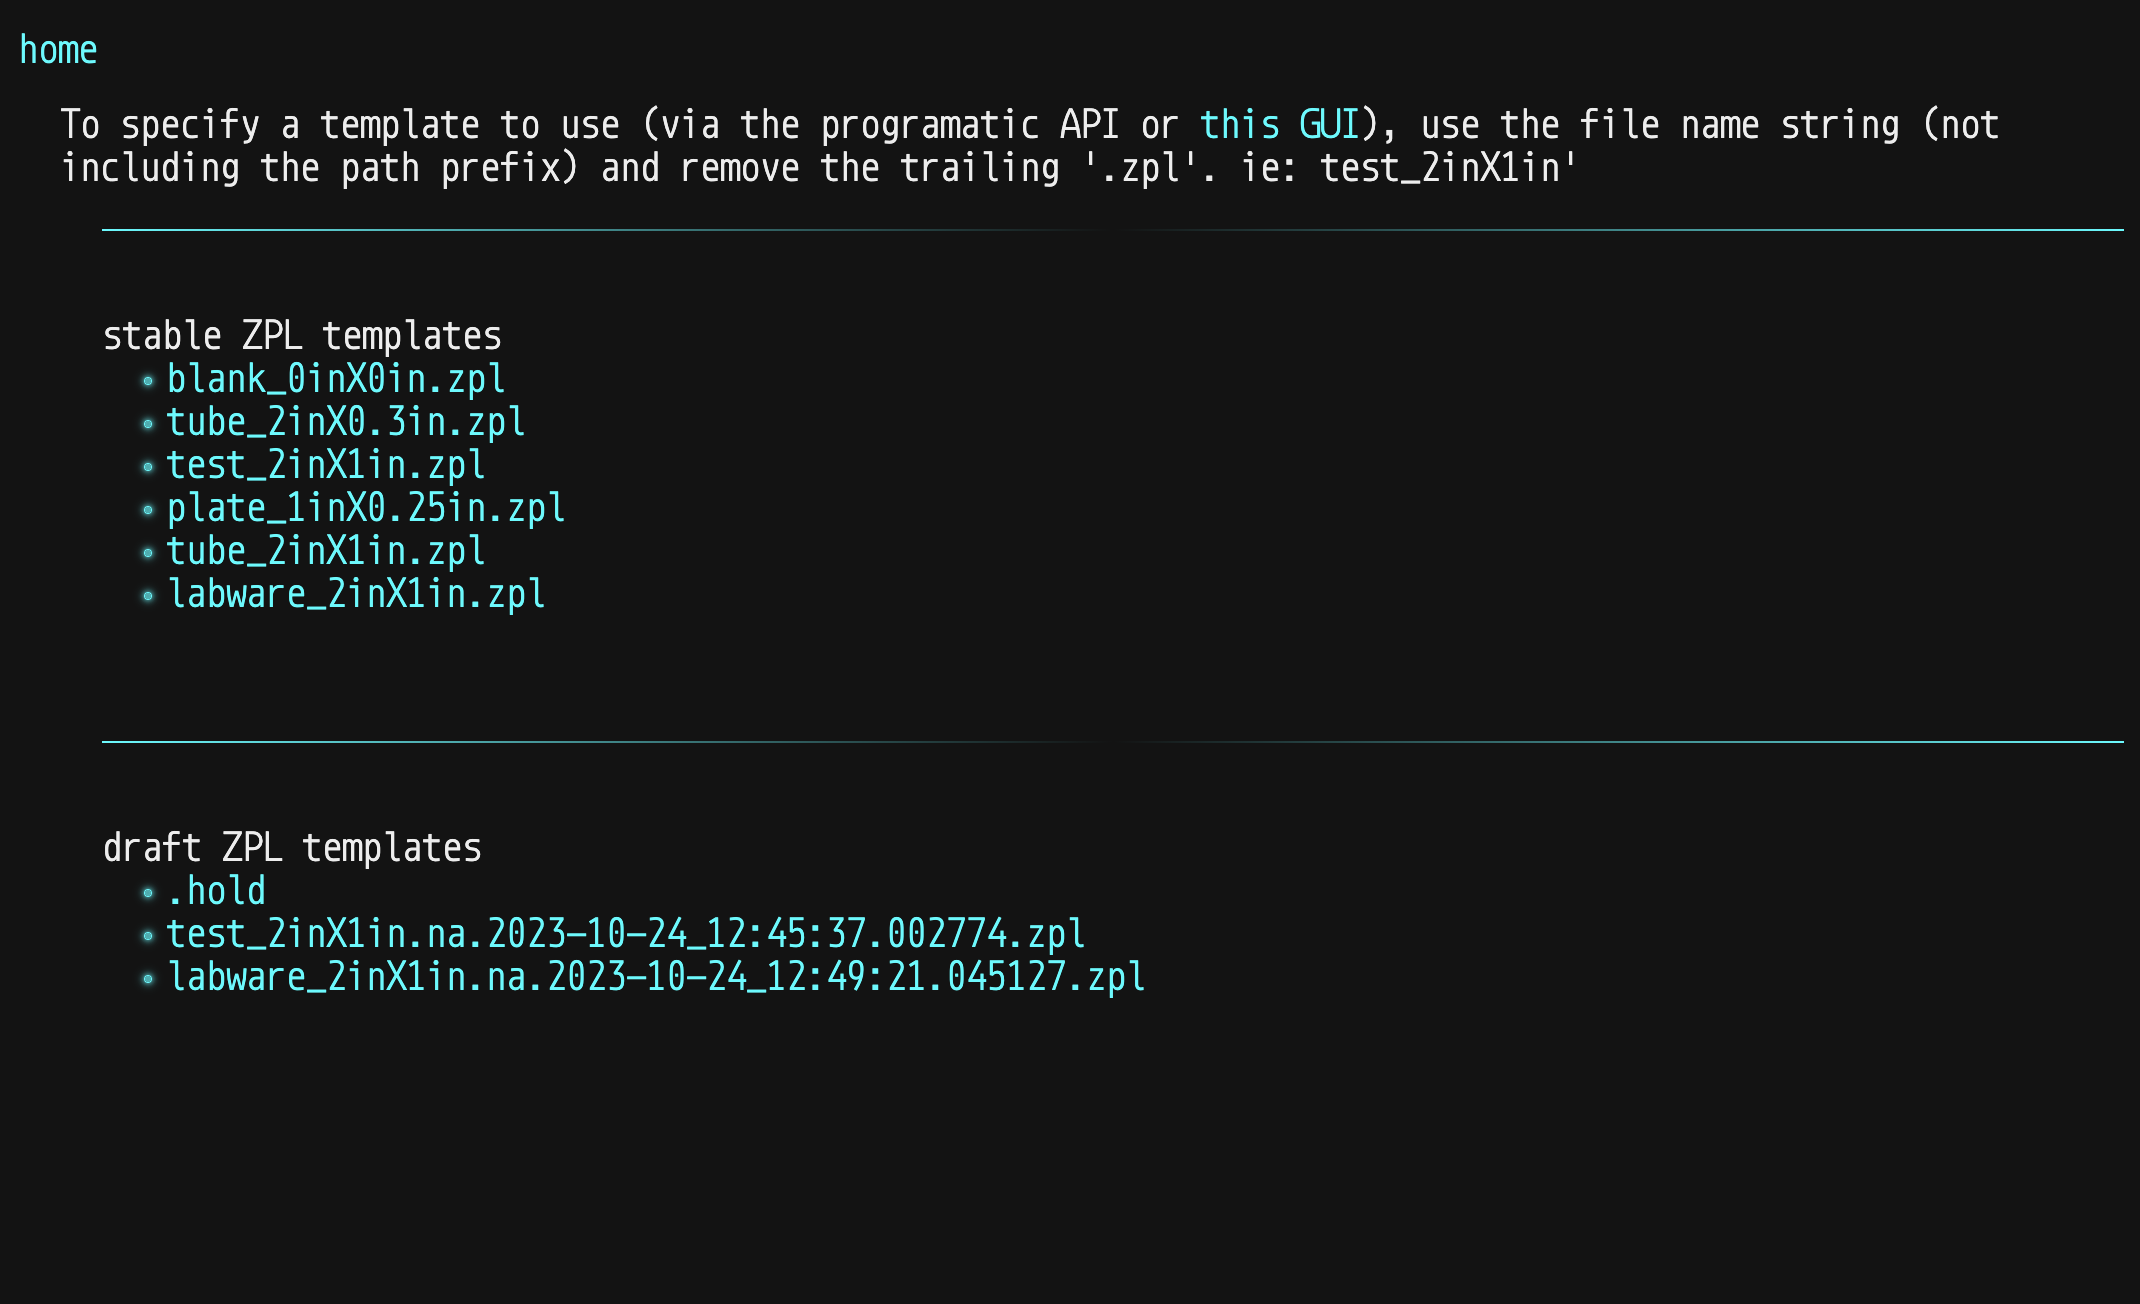 home
To specify a template to use (via the programatic API or this GUI), use the file name string (not
including the path prefix) and remove the trailing '.zpl'. ie: test_2inX1in'
stable ZPL templates
blank_0inX0in.zpl
tube_2inX0.3in.zpl
test_2inX1in.zpl
plate_1inX0.25in.zpl
tube_2inX1in.zpl
labware_2inX1in.zpl
draft ZPL templates
.hold
test_2inX1in.na.2023-10-24_12:45:37.002774.zpl
labware_2inX1in.na.2023-10-24_12:49:21.045127.zpl